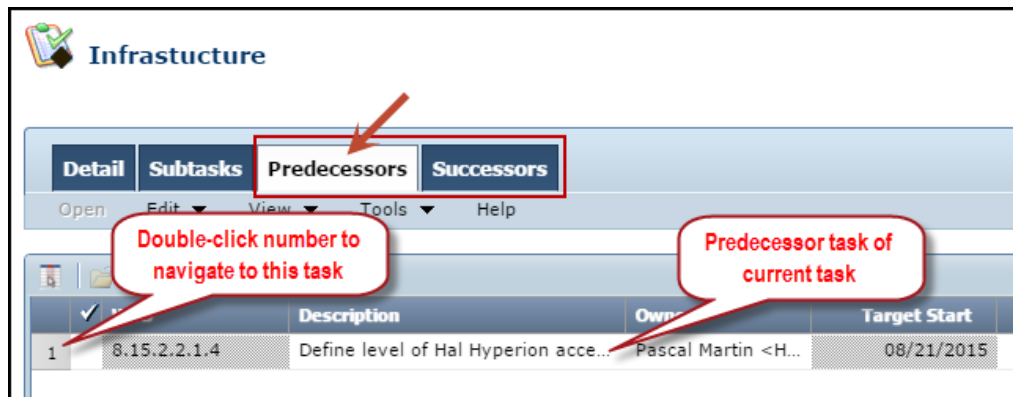 Infrastucture
Detail Subtasks Predecessors Successors
Open Edit View Tools Help
Double-click number to
navigate to this task
Predecessor task of
current task
Description Target Start
1 8.15.2.2.1.4 Define level of Hal Hyperion acce... Pascal Martin <H... 08/21/2015